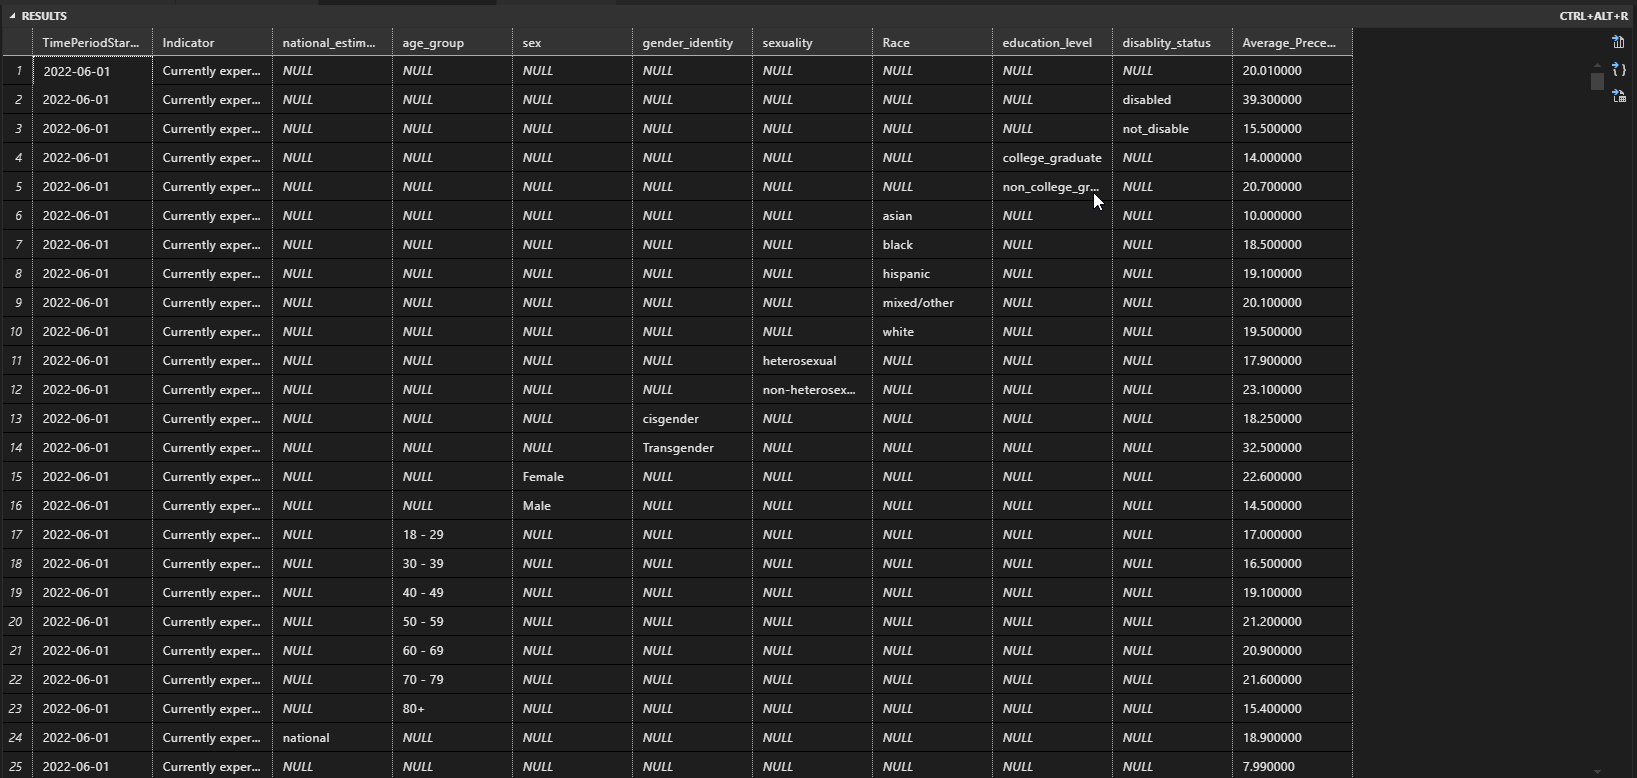 RESULTS CTRL+ALT+R
TimePeriodStar... Indicator national_estim... age_group sex gender_identity sexuality Race education_level disablity_status Average_Prece...
1 2022-06-01 Currently exper... NULL NULL NULL NULL NULL NULL NULL NULL 20.010000
2 2022-06-01 Currently exper... NULL NULL NULL NULL NULL NULL NULL disabled 39.300000
3 2022-06-01 Currently exper... NULL NULL NULL NULL NULL NULL NULL not_disable 15.500000
4 2022-06-01 Currently exper... NULL NULL NULL NULL NULL NULL college_graduate NULL 14.000000
5 2022-06-01 Currently exper... NULL NULL NULL NULL NULL NULL non_college_gr... NULL 20.700000
6 2022-06-01 Currently exper... NULL NULL NULL NULL NULL asian NULL NULL 10.000000
7 2022-06-01 Currently exper... NULL NULL NULL NULL NULL black NULL NULL 18.500000
8 2022-06-01 Currently exper... NULL NULL NULL NULL NULL hispanic NULL NULL 19.100000
9 2022-06-01 Currently exper... NULL NULL NULL NULL NULL mixed/other NULL NULL 20.100000
10 2022-06-01 Currently exper... NULL NULL NULL NULL NULL white NULL NULL 19.500000
11 2022-06-01 Currently exper... NULL NULL NULL NULL heterosexual NULL NULL NULL 17.900000
12 2022-06-01 Currently exper... NULL NULL NULL NULL non-heterosex... NULL NULL NULL 23.100000
13 2022-06-01 Currently exper... NULL NULL NULL cisgender NULL NULL NULL NULL 18.250000
14 2022-06-01 Currently exper... NULL NULL NULL Transgender NULL NULL NULL NULL 32.500000
15 2022-06-01 Currently exper... NULL NULL Female NULL NULL NULL NULL NULL 22.600000
16 2022-06-01 Currently exper... NULL NULL Male NULL NULL NULL NULL NULL 14.500000
17 2022-06-01 Currently exper... NULL 18 - 29 NULL NULL NULL NULL NULL NULL 17.000000
18 2022-06-01 Currently exper... NULL 30 - 39 NULL NULL NULL NULL NULL NULL 16.500000
19 2022-06-01 Currently exper... NULL 40 - 49 NULL NULL NULL NULL NULL NULL 19.100000
20 2022-06-01 Currently exper... NULL 50 - 59 NULL NULL NULL NULL NULL NULL 21.200000
21 2022-06-01 Currently exper... NULL 60 - 69 NULL NULL NULL NULL NULL NULL 20.900000
22 2022-06-01 Currently exper... NULL 70 - 79 NULL NULL NULL NULL NULL NULL 21.600000
23 2022-06-01 Currently exper... NULL 80+ NULL NULL NULL NULL NULL NULL 15.400000
24 2022-06-01 Currently exper... national NULL NULL NULL NULL NULL NULL NULL 18.900000
25 2022-06-01 Currently exper... NULL NULL NULL NULL NULL NULL NULL NULL 7.990000